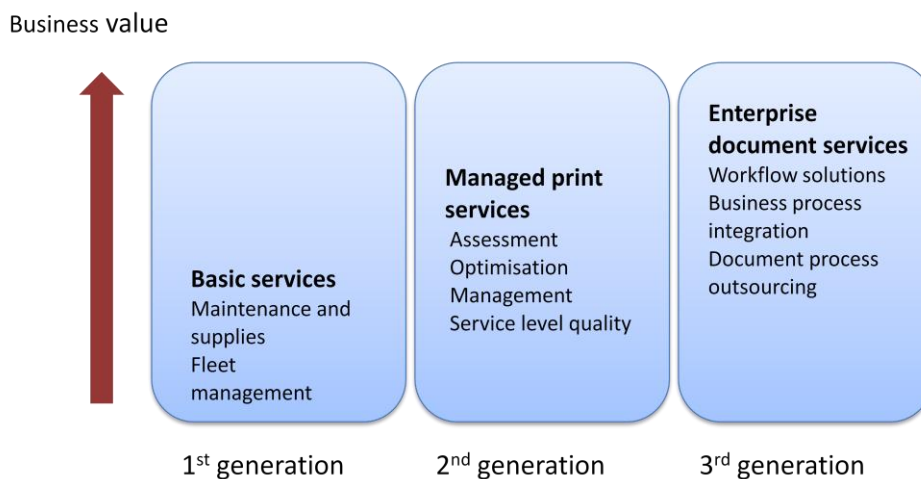 Business value
Basic services
Maintenance and
supplies
Fleet
management
Managed print
services
Assessment
Optimisation
Management
Service level quality
Enterprise
document services
Workflow solutions
Business process
integration
Document process
outsourcing
1st generation
2nd generation
3rd generation